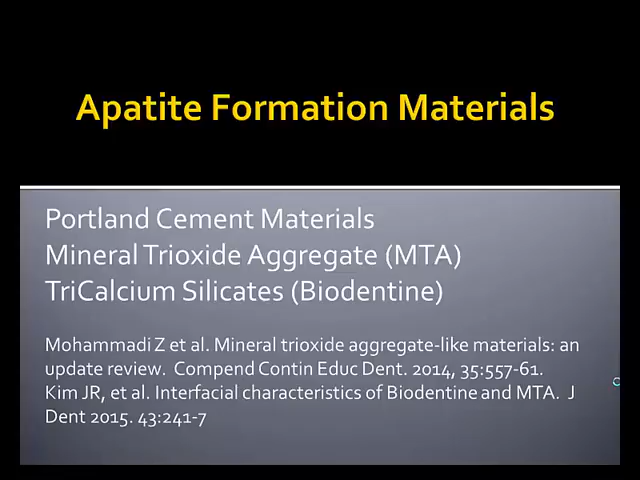 Apatite Formation Materials
Portland Cement Materials
Mineral Trioxide Aggregate (MTA)
TriCalcium Silicates (Biodentine)
Mohammadi Z et al. Mineral trioxide aggregate-like materials: an
update review. Compend Contin Educ Dent. 2014, 35:557-61.
Kim JR, et al. Interfacial characteristics of Biodentine and MTA. J
Dent 2015. 43:241-7